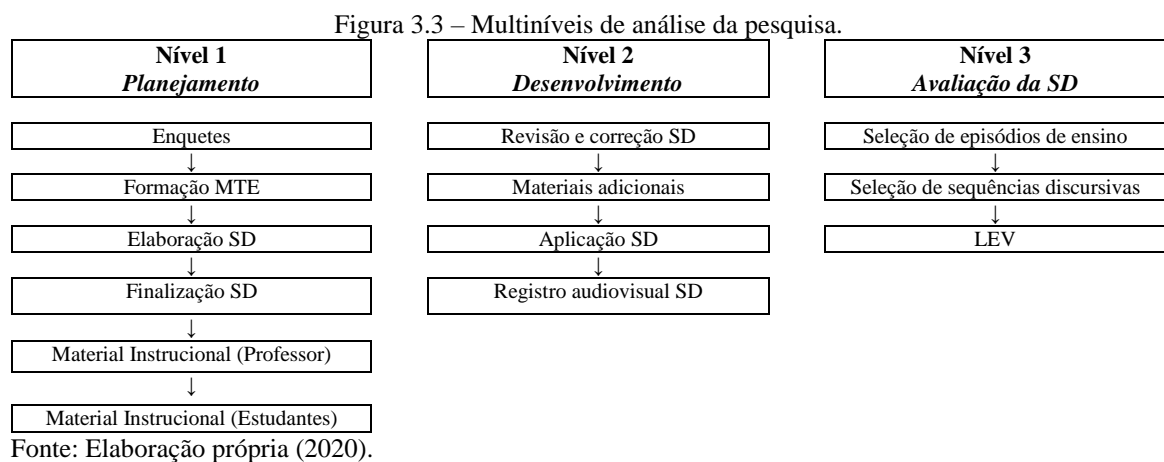 Figura 3.3 – Multiníveis de análise da pesquisa.
Nível 1
Planejamento
Enquetes
↓
Formação MTE
↓
Elaboração SD
↓
Finalização SD
↓
Material Instrucional (Professor)
↓
Material Instrucional (Estudantes)
Nível 2
Desenvolvimento
Revisão e correção SD
↓
Materiais adicionais
↓
Aplicação SD
↓
Registro audiovisual SD
Nível 3
Avaliação da SD
Seleção de episódios de ensino
↓
Seleção de sequências discursivas
↓
LEV
Fonte: Elaboração própria (2020).